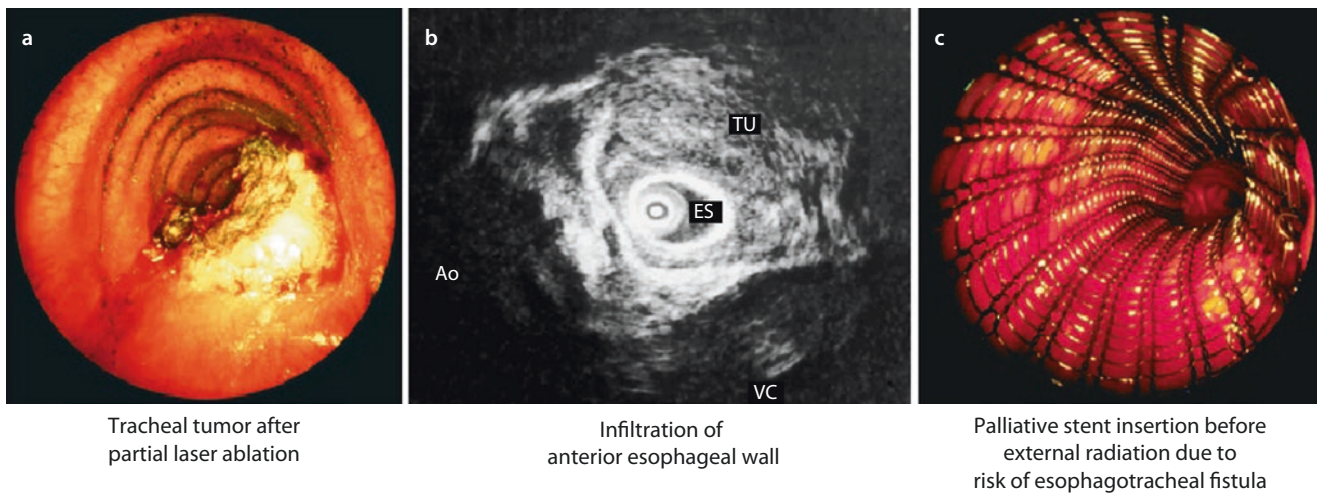 a
b
c
TU
ES
Ao
VC
Tracheal tumor after
partial laser ablation
Infiltration of
anterior esophageal wall
Palliative stent insertion before
external radiation due to
risk of esophagotracheal fistula